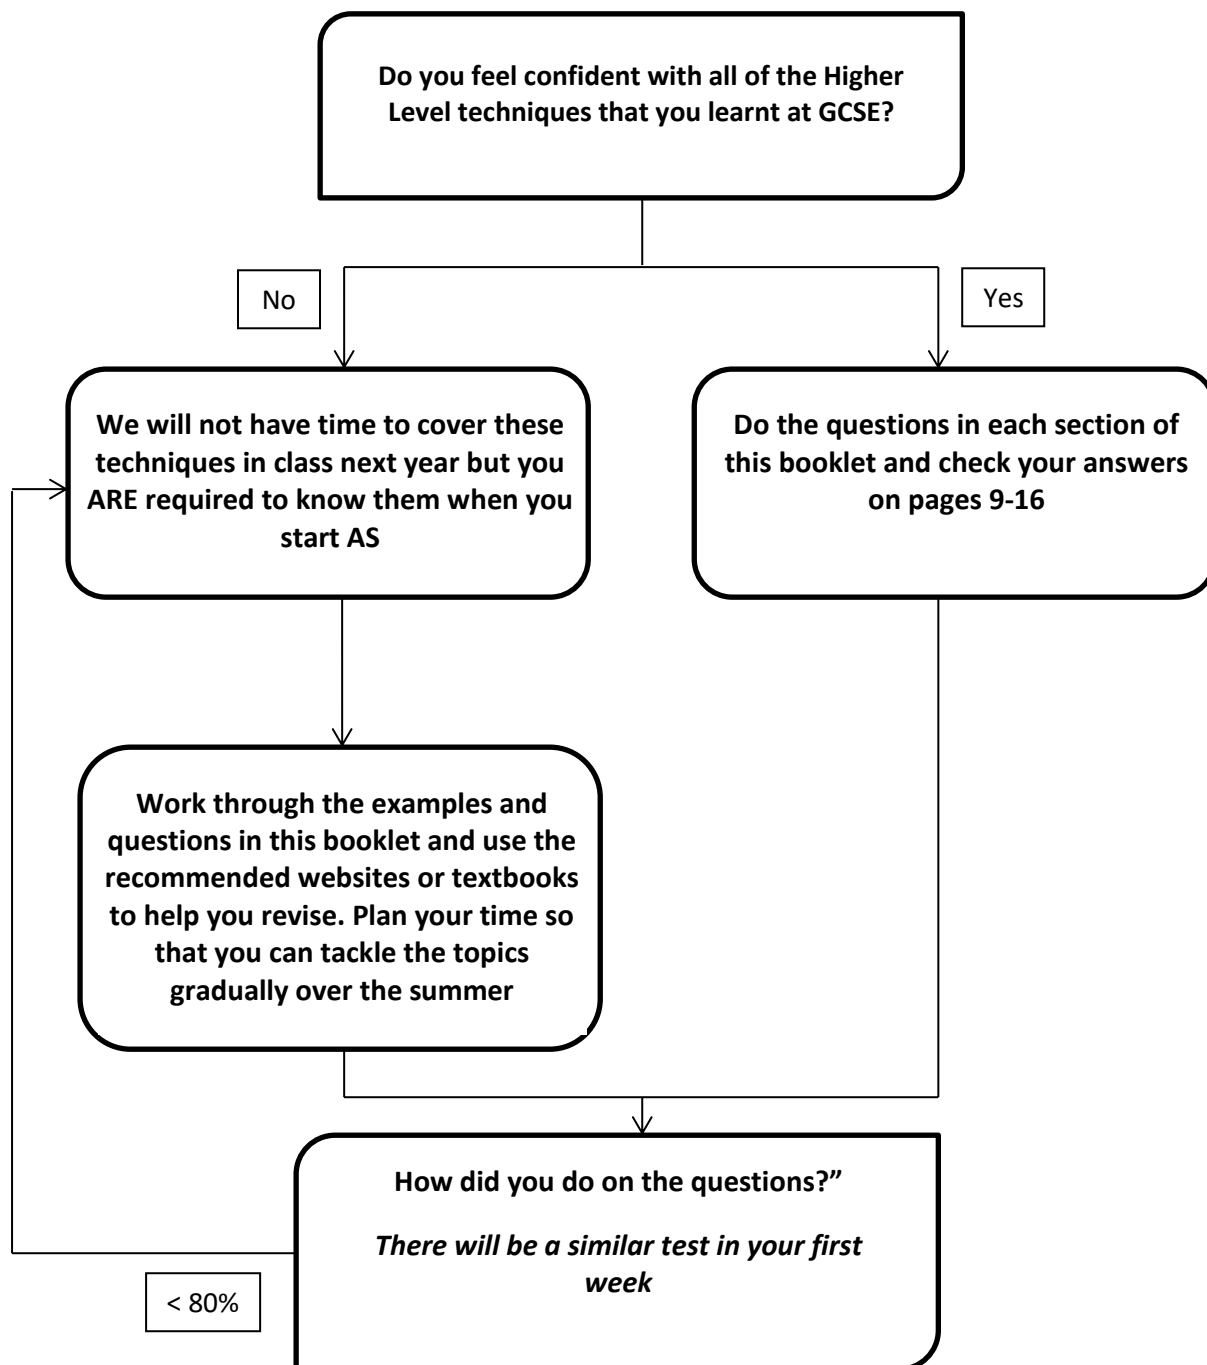 Do you feel confident with all of the Higher
Level techniques that you learnt at GCSE?
No
Yes
We will not have time to cover these
techniques in class next year but you
ARE required to know them when you
start AS
Do the questions in each section of
this booklet and check your answers
on pages 9-16
Work through the examples and
questions in this booklet and use the
recommended websites or textbooks
to help you revise. Plan your time so
that you can tackle the topics
gradually over the summer
How did you do on the questions?”
There will be a similar test in your first
week
< 80%